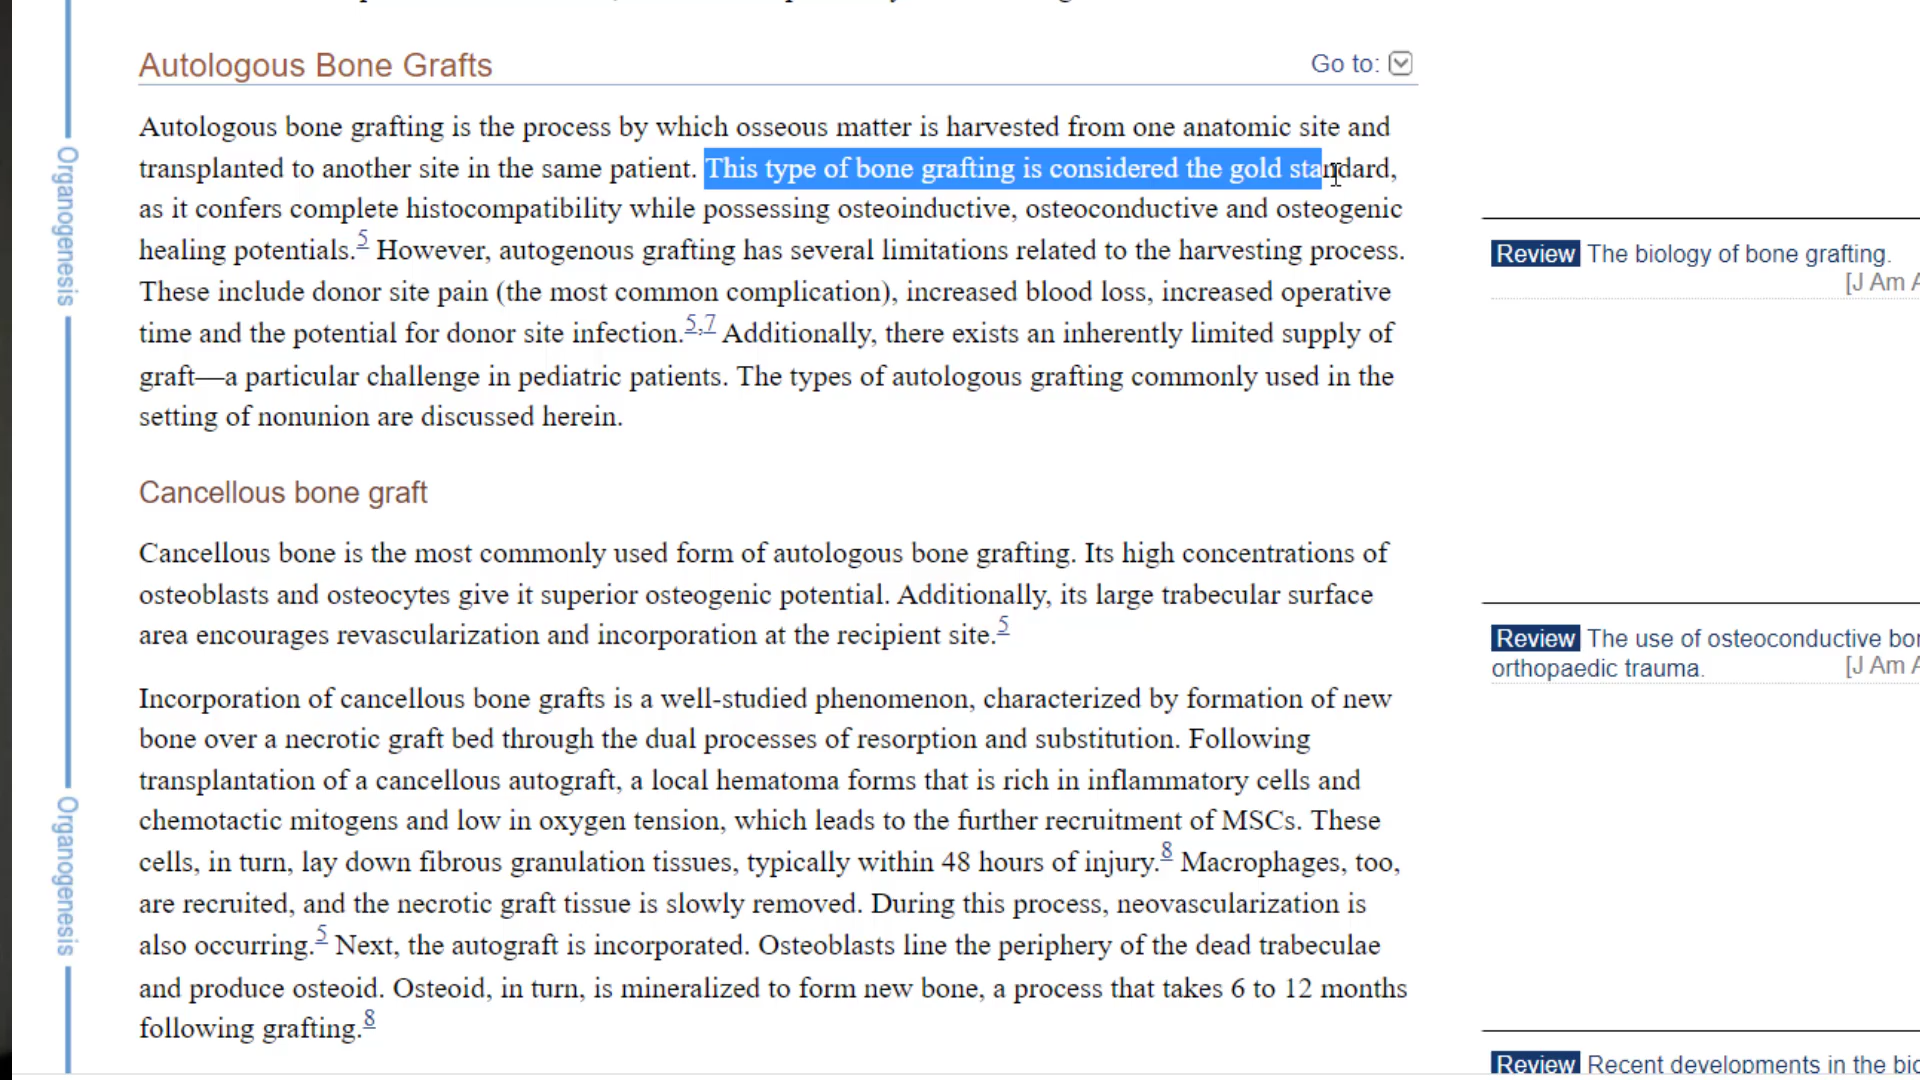 Autologous Bone Grafts
Go to:
Autologous bone grafting is the process by which osseous matter is harvested from one anatomic site and
transplanted to another site in the same patient. This type of bone grafting is considered the gold standard,
as it confers complete histocompatibility while possessing osteoinductive, osteoconductive and osteogenic
healing potentials.5 However, autogenous grafting has several limitations related to the harvesting process.
These include donor site pain (the most common complication), increased blood loss, increased operative
time and the potential for donor site infection.5,7 Additionally, there exists an inherently limited supply of
graft—a particular challenge in pediatric patients. The types of autologous grafting commonly used in the
setting of nonunion are discussed herein.
Cancellous bone graft
Cancellous bone is the most commonly used form of autologous bone grafting. Its high concentrations of
osteoblasts and osteocytes give it superior osteogenic potential. Additionally, its large trabecular surface
area encourages revascularization and incorporation at the recipient site.5
Incorporation of cancellous bone grafts is a well-studied phenomenon, characterized by formation of new
bone over a necrotic graft bed through the dual processes of resorption and substitution. Following
transplantation of a cancellous autograft, a local hematoma forms that is rich in inflammatory cells and
chemotactic mitogens and low in oxygen tension, which leads to the further recruitment of MSCs. These
cells, in turn, lay down fibrous granulation tissues, typically within 48 hours of injury.8 Macrophages, too,
are recruited, and the necrotic graft tissue is slowly removed. During this process, neovascularization is
also occurring.5 Next, the autograft is incorporated. Osteoblasts line the periphery of the dead trabeculae
and produce osteoid. Osteoid, in turn, is mineralized to form new bone, a process that takes 6 to 12 months
following grafting.8
Organogenesis
Organogenesis
Review The biology of bone grafting.
[J Am A
Review The use of osteoconductive bo
orthopaedic trauma.
[J Am A
Review Recent developments in the bi